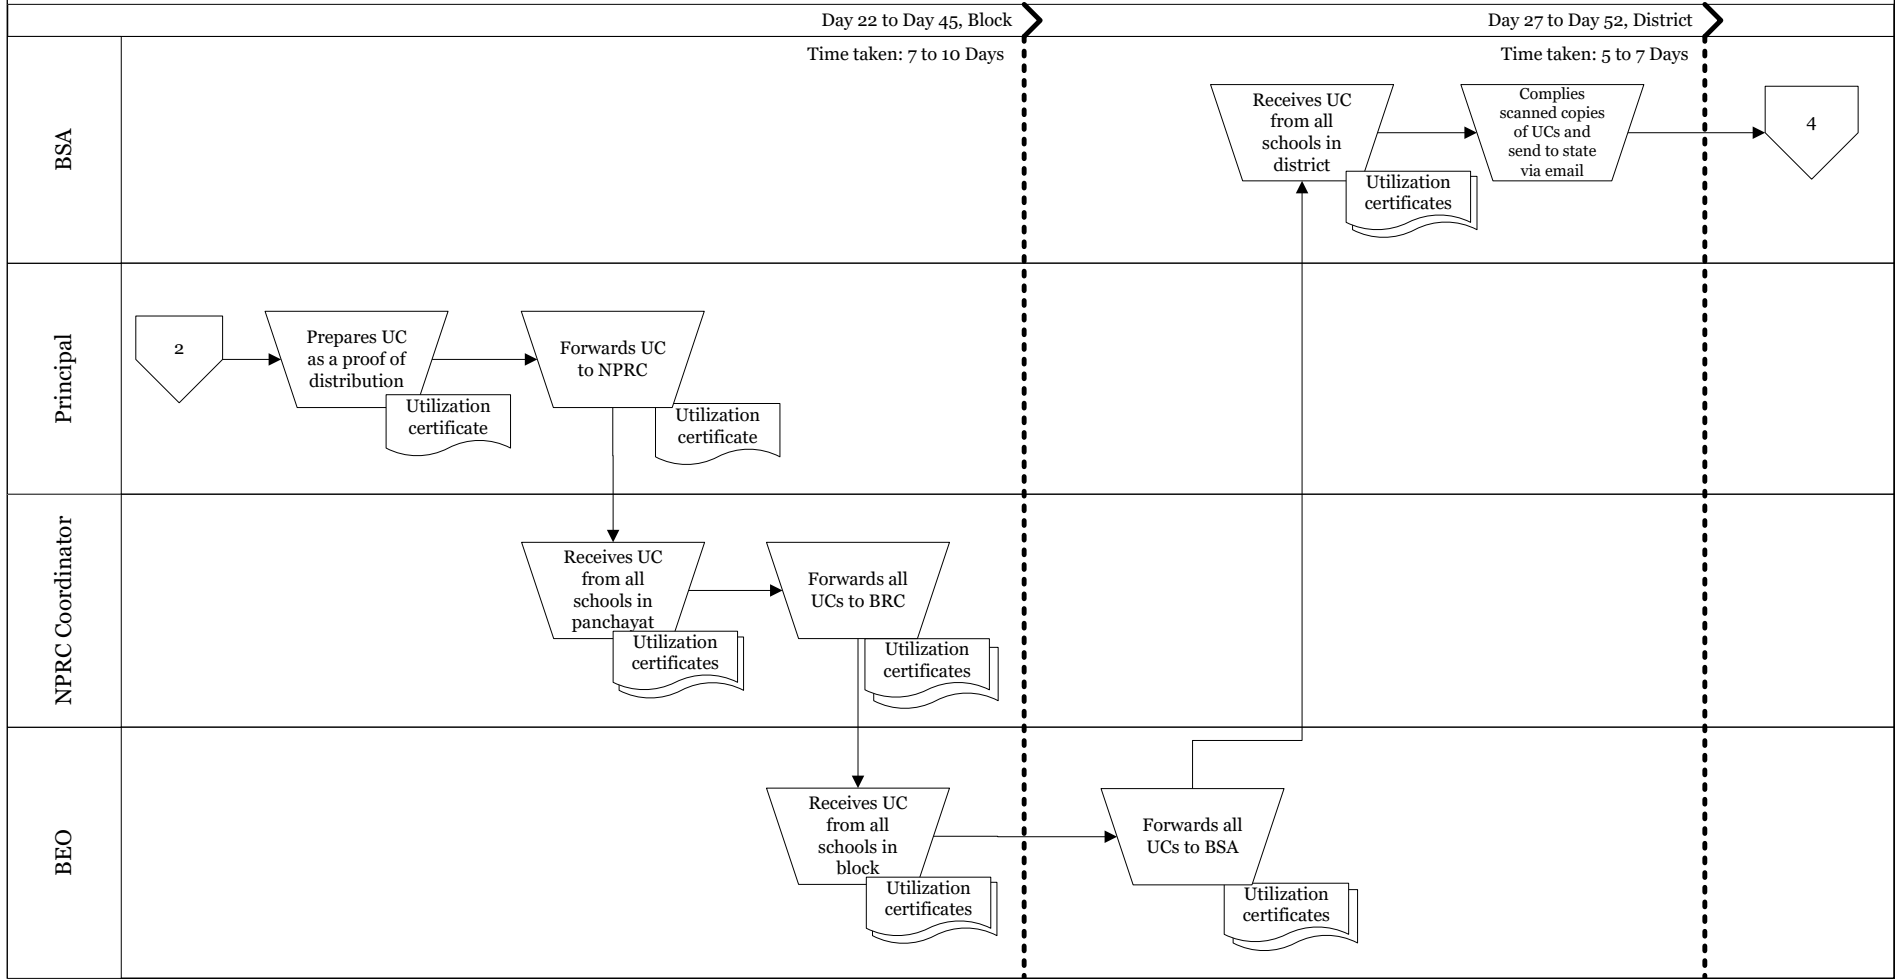 Day 22 to Day 45, Block
Day 27 to Day 52, District
Time taken: 7 to 10 Days
Time taken: 5 to 7 Days
BSA
Receives UC
from all
schools in
district
Utilization
certificates
Complies
scanned copies
of UCs and
send to state
via email
4
Principal
2
Prepares UC
as a proof of
distribution
Utilization
certificate
Forwards UC
to NPRC
Utilization
certificate
NPRC Coordinator
Receives UC
from all
schools in
panchayat
Utilization
certificates
Forwards all
UCs to BRC
Utilization
certificates
BEO
Receives UC
from all
schools in
block
Utilization
certificates
Forwards all
UCs to BSA
Utilization
certificates